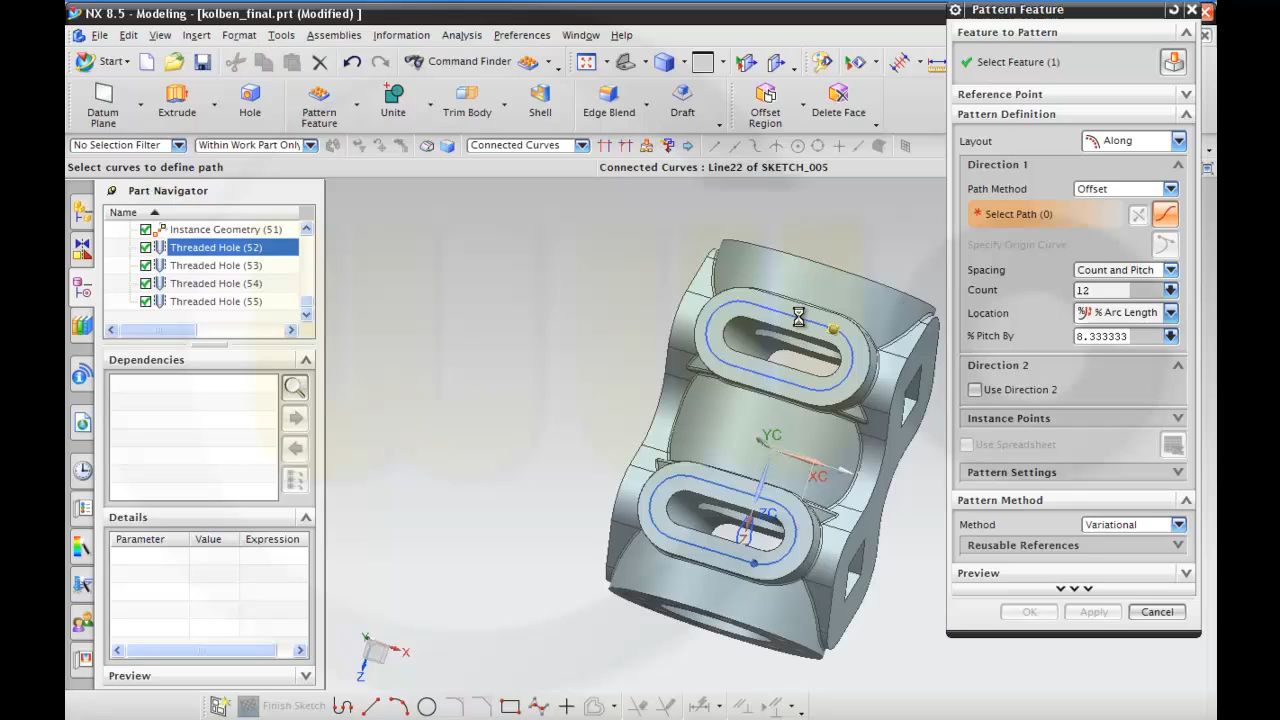 NX 8.5 - Modeling - [kolben_final.prt (Modified) ]
File Edit View Insert Format Tools Assemblies Information Analysis Preferences Window Help
Start Command Finder
Datum Plane Extrude Hole Pattern Feature Unite Trim Body Shell Edge Blend Draft Offset Region Delete Face
No Selection Filter Within Work Part Only Connected Curves
Select curves to define path Connected Curves : Line22 of SKETCH_005
Part Navigator
Name
Instance Geometry (51)
Threaded Hole (52)
Threaded Hole (53)
Threaded Hole (54)
Threaded Hole (55)
Dependencies
Details
Parameter Value Expression
Preview
YC
XC
ZC
Y
X
Z
Finish Sketch
Pattern Feature
Feature to Pattern
Select Feature (1)
Reference Point
Pattern Definition
Layout Along
Direction 1
Path Method Offset
* Select Path (0)
Specify Origin Curve
Spacing Count and Pitch
Count 12
Location % % Arc Length
% Pitch By 8.333333
Direction 2
Use Direction 2
Instance Points
Use Spreadsheet
Pattern Settings
Pattern Method
Method Variational
Reusable References
Preview
OK Apply Cancel